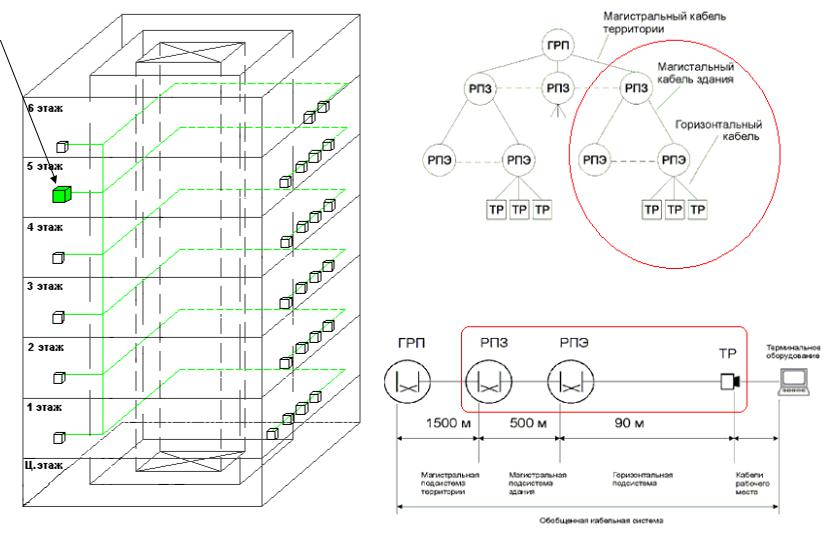 6 этаж
5 этаж
4 этаж
3 этаж
2 этаж
1 этаж
Ц.этаж
Магистральный кабель
территории
ГРП
Магистальный
кабель здания
РПЗ
РПЗ
РПЗ
Горизонтальный
кабель
РПЭ
РПЭ
РПЭ
РПЭ
ТР
ТР
ТР
ТР
ТР
ТР
ГРП
РПЗ
РПЭ
ТР
Терминальное
оборудование
1500 м
500 м
90 м
Магистральная
подсистема
территории
Магистральная
подсистема
здания
Горизонтальная
подсистема
Кабели
рабочего
места
Обобщенная кабельная система